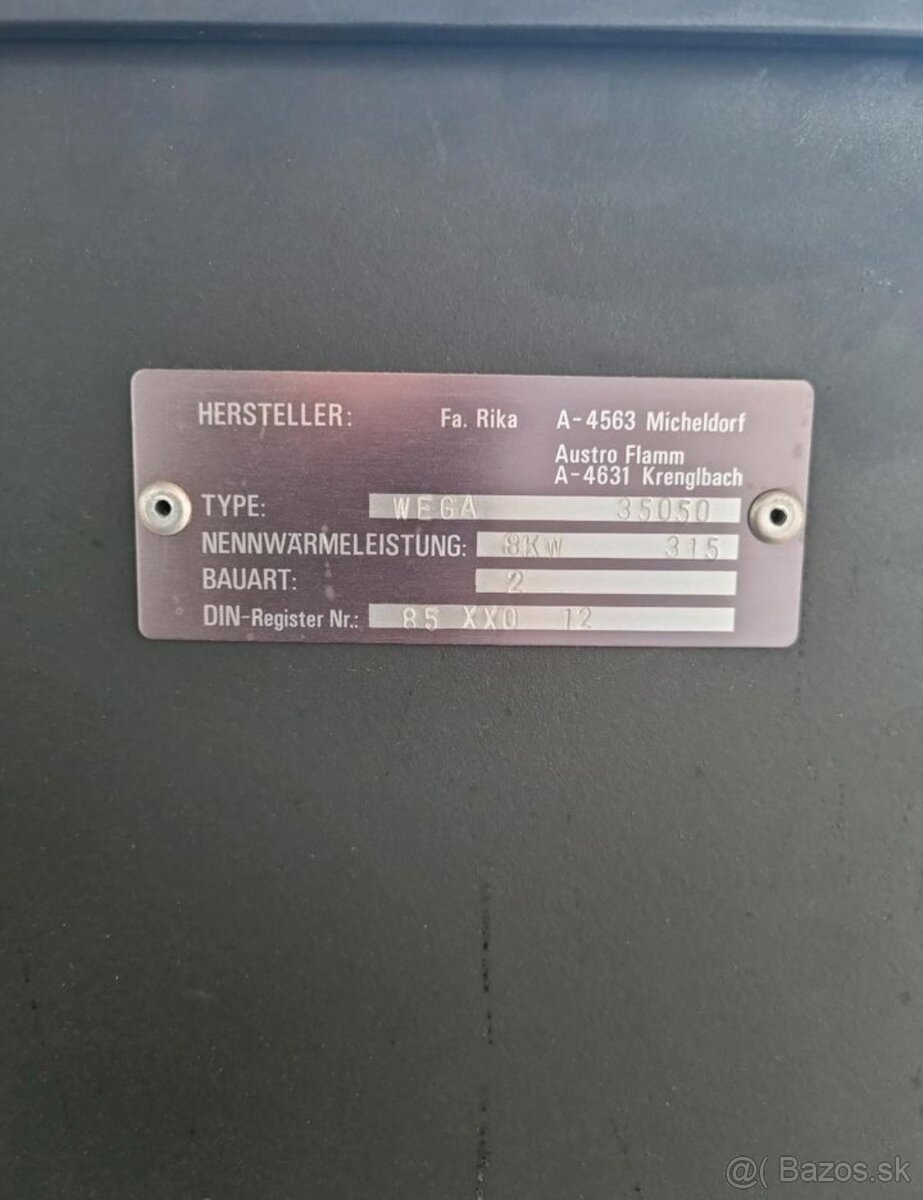 HERSTELLER: Fa. Rika A-4563 Micheldorf
Austro Flamm
A-4631 Krenglbach
TYPE: WEGA 35050
NENNWÄRMELEISTUNG: 8KW 315
BAUART: 2
DIN-Register Nr.: 85 XX0 12
@( Bazos.sk